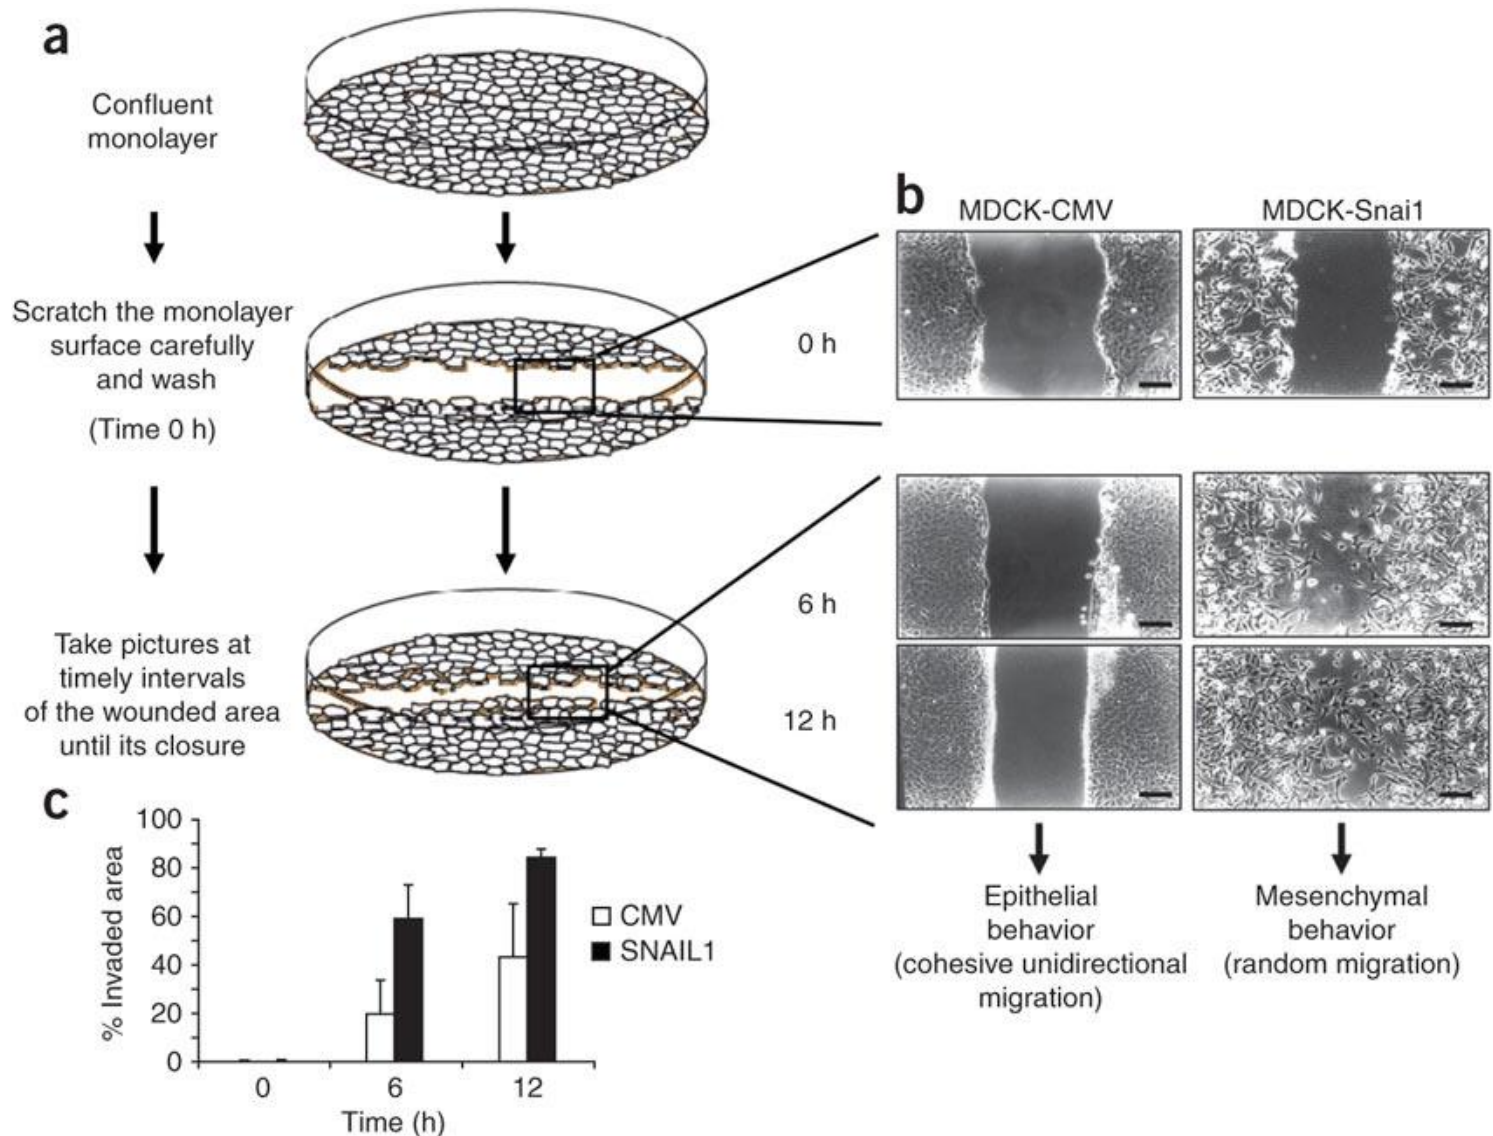 a
Confluent
monolayer
Scratch the monolayer
surface carefully
and wash
(Time 0 h)
Take pictures at
timely intervals
of the wounded area
until its closure
b
MDCK-CMV
MDCK-Snai1
0 h
6 h
12 h
Epithelial
behavior
(cohesive unidirectional
migration)
Mesenchymal
behavior
(random migration)
c
% Invaded area
100
80
60
40
20
0
0
6
12
Time (h)
CMV
SNAIL1